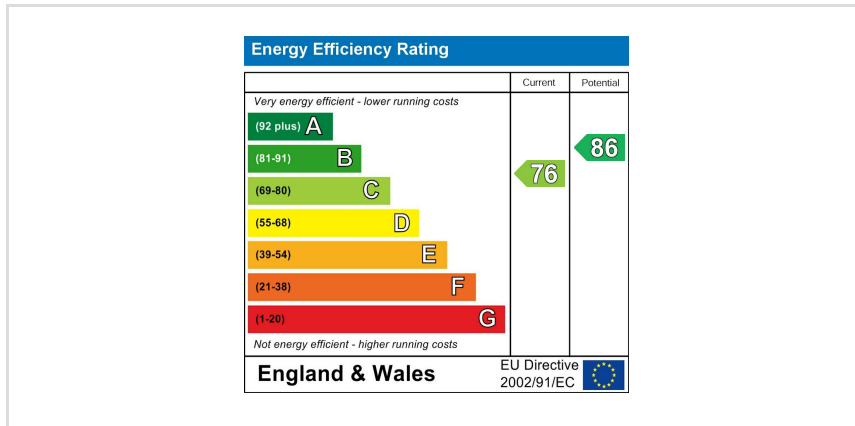 Energy Efficiency Rating
Current Potential
Very energy efficient - lower running costs
(92 plus) A
(81-91) B
(69-80) C
(55-68) D
(39-54) E
(21-38) F
(1-20) G
76
86
Not energy efficient - higher running costs
England & Wales
EU Directive
2002/91/EC